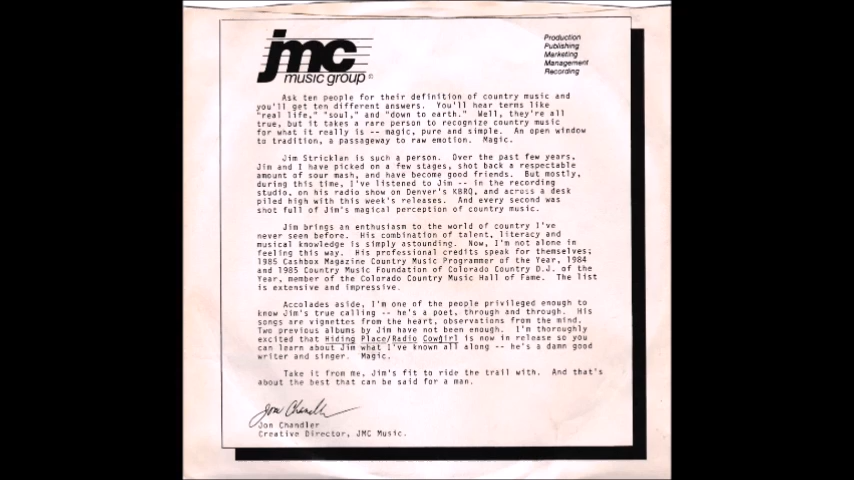 jmc
music group®
Production
Publishing
Marketing
Management
Recording
Ask ten people for their definition of country music and
you'll get ten different answers. You'll hear terms like
"real life," "soul," and "down to earth." Well, they're all
true, but it takes a rare person to recognize country music
for what it really is -- magic, pure and simple. An open window
to tradition, a passageway to raw emotion. Magic.
Jim Stricklan is such a person. Over the past few years,
Jim and I have picked on a few stages, shot back a respectable
amount of sour mash, and have become good friends. But mostly,
during this time, I've listened to Jim -- in the recording
studio, on his radio show on Denver's KBRQ, and across a desk
piled high with this week's releases. And every second was
shot full of Jim's magical perception of country music.
Jim brings an enthusiasm to the world of country I've
never seen before. His combination of talent, literacy and
musical knowledge is simply astounding. Now, I'm not alone in
feeling this way. His professional credits speak for themselves;
1985 Cashbox Magazine Country Music Programmer of the Year, 1984
and 1985 Country Music Foundation of Colorado Country D.J. of the
Year, member of the Colorado Country Music Hall of Fame. The list
is extensive and impressive.
Accolades aside, I'm one of the people privileged enough to
know Jim's true calling -- he's a poet, through and through. His
songs are vignettes from the heart, observations from the mind.
Two previous albums by Jim have not been enough. I'm thoroughly
excited that Hiding Place/Radio Cowgirl is now in release so you
can learn about Jim what I've known all along -- he's a damn good
writer and singer. Magic.
Take it from me, Jim's fit to ride the trail with. And that's
about the best that can be said for a man.
Jon Chandler
Jon Chandler
Creative Director, JMC Music.